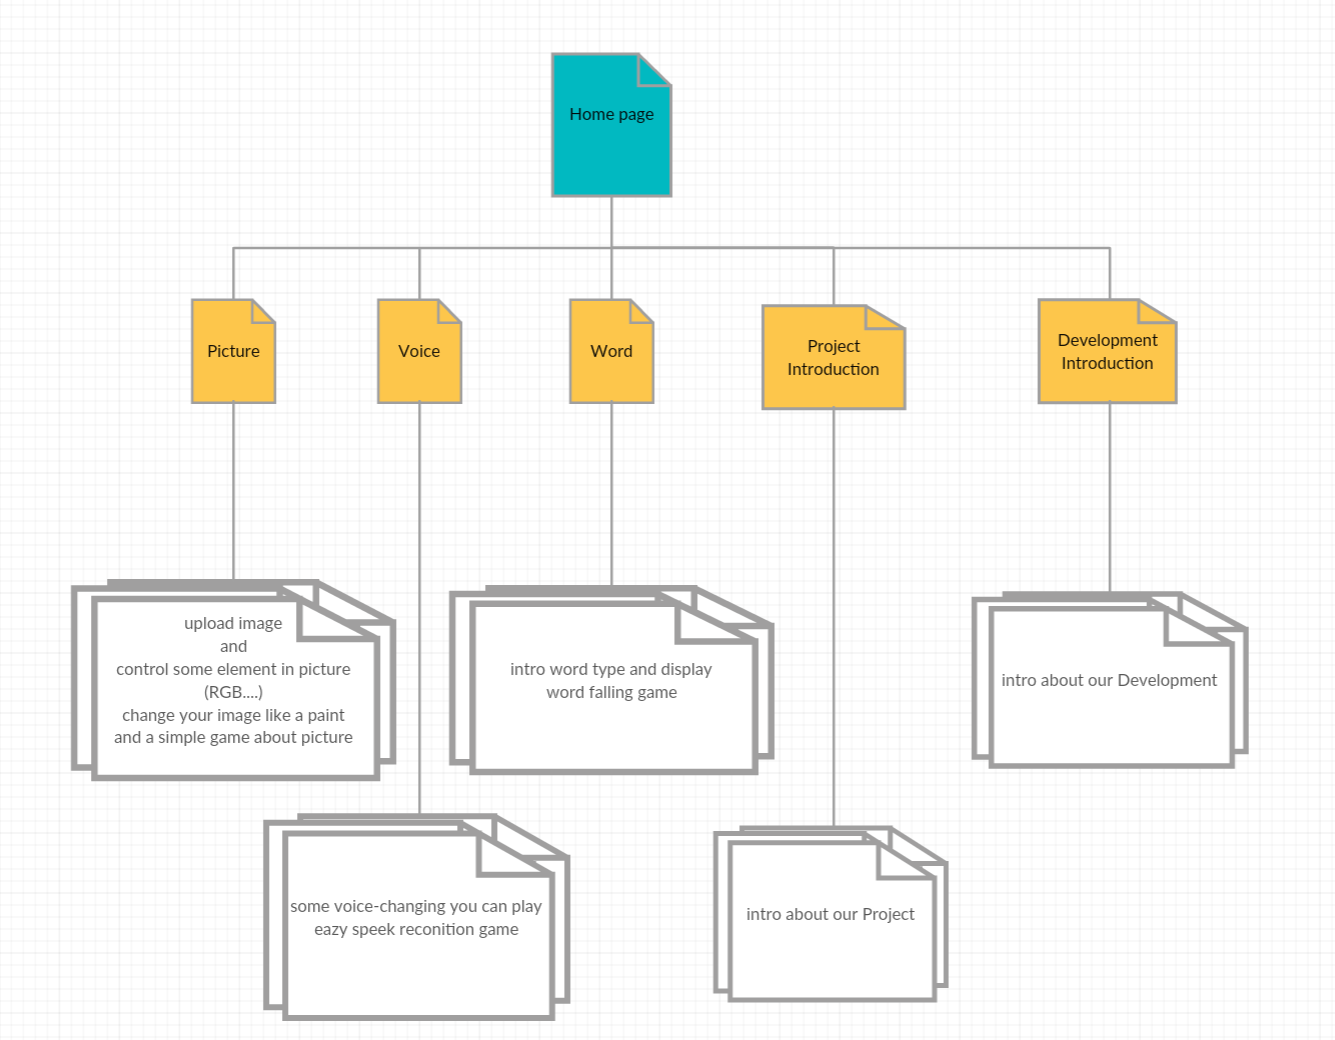 Home page
Picture
Voice
Word
Project
Introduction
Development
Introduction
upload image
and
control some element in picture
(RGB....)
change your image like a paint
and a simple game about picture
intro word type and display
word falling game
intro about our Development
some voice-changing you can play
eazy speek reconition game
intro about our Project